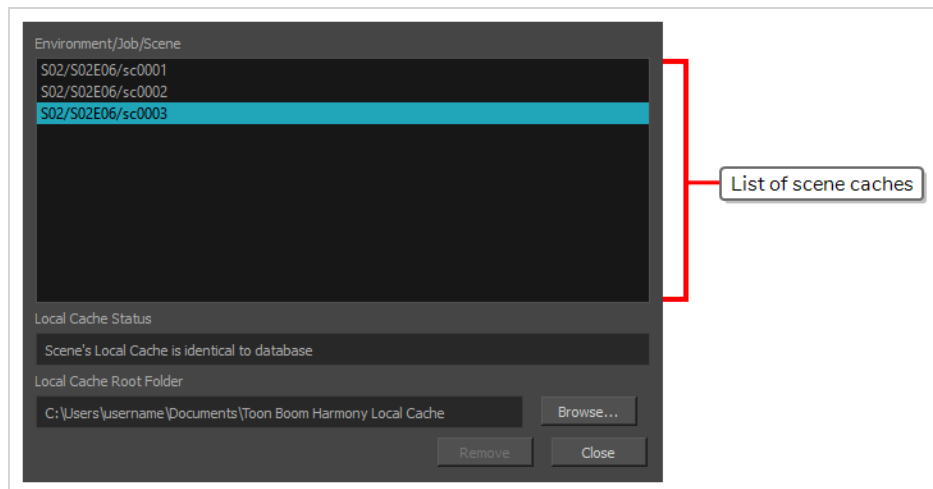 Environment/Job/Scene
S02/S02E06/sc0001
S02/S02E06/sc0002
S02/S02E06/sc0003
List of scene caches
Local Cache Status
Scene's Local Cache is identical to database
Local Cache Root Folder
C:\Users\username\Documents\Toon Boom Harmony Local Cache
Browse...
Remove
Close